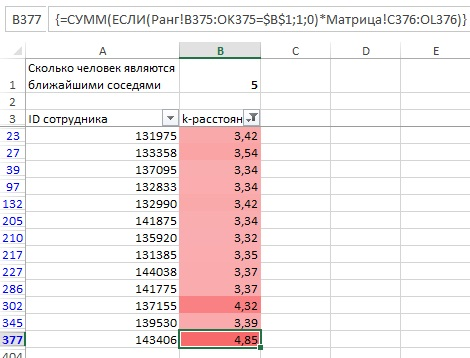 B377 {=СУММ(ЕСЛИ(Ранг!B375:OK375=$B$1;1;0)*Матрица!C376:OL376)}
A B C D
Сколько человек являются
1 ближайшими соседями 5
2
3 ID сотрудника k-расстоян
23 131975 3,42
27 133358 3,54
39 137095 3,34
97 132833 3,34
132 132990 3,42
205 141875 3,34
210 135920 3,32
217 131385 3,35
227 144038 3,37
286 141775 3,37
302 137155 4,32
345 139530 3,39
377 143406 4,85
404